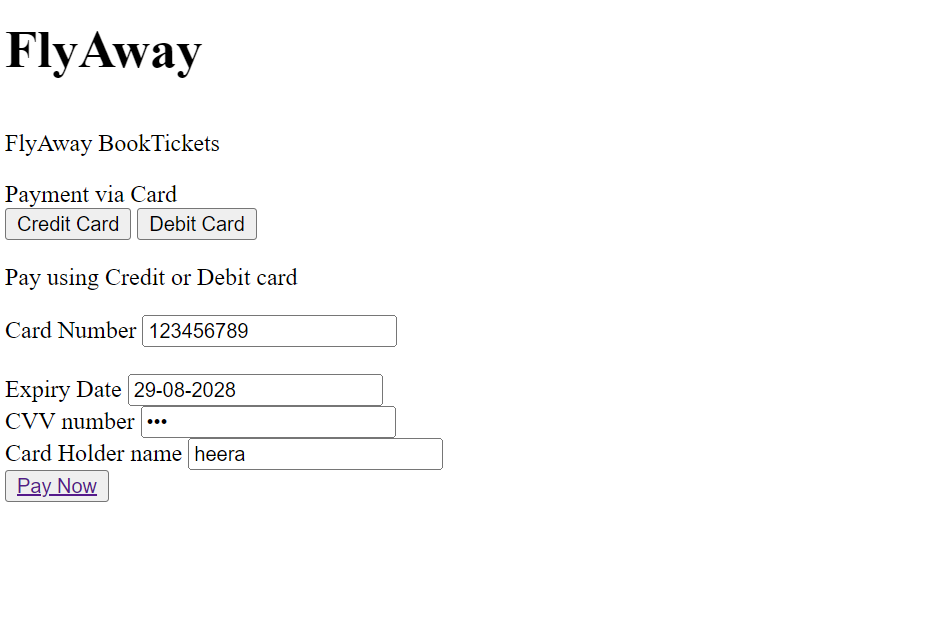 FlyAway
FlyAway BookTickets
Payment via Card
Credit Card Debit Card
Pay using Credit or Debit card
Card Number 123456789
Expiry Date 29-08-2028
CVV number •••
Card Holder name heera
Pay Now